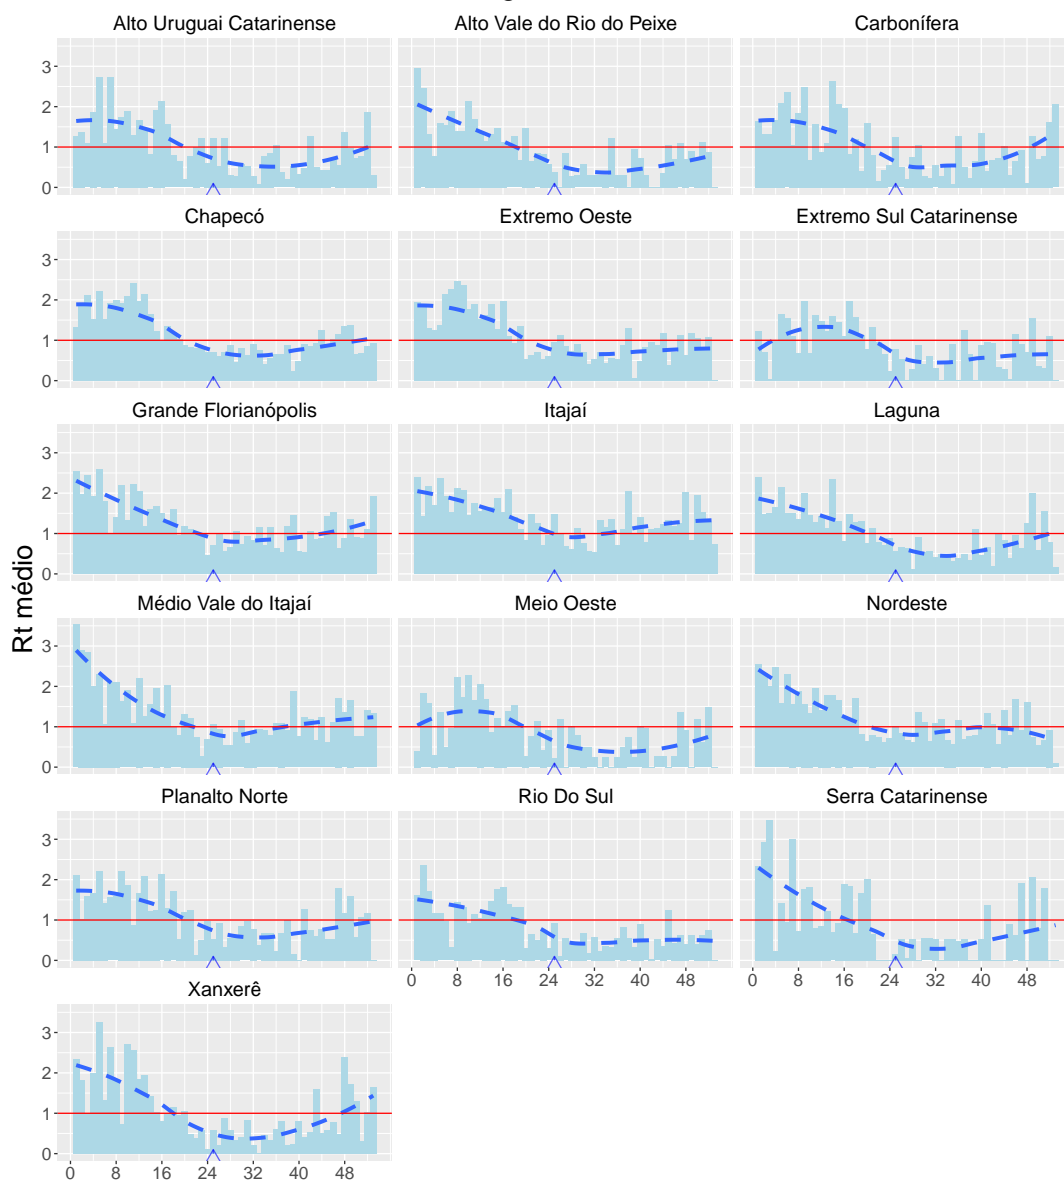 Alto Uruguai Catarinense Alto Vale do Rio do Peixe Carbonífera
3
2
1
0
Chapecó Extremo Oeste Extremo Sul Catarinense
3
2
1
0
Grande Florianópolis Itajaí Laguna
3
2
1
0
Rt médio
Médio Vale do Itajaí Meio Oeste Nordeste
3
2
1
0
Planalto Norte Rio Do Sul Serra Catarinense
3
2
1
0
0 8 16 24 32 40 48 0 8 16 24 32 40 48
Xanxerê
3
2
1
0
0 8 16 24 32 40 48